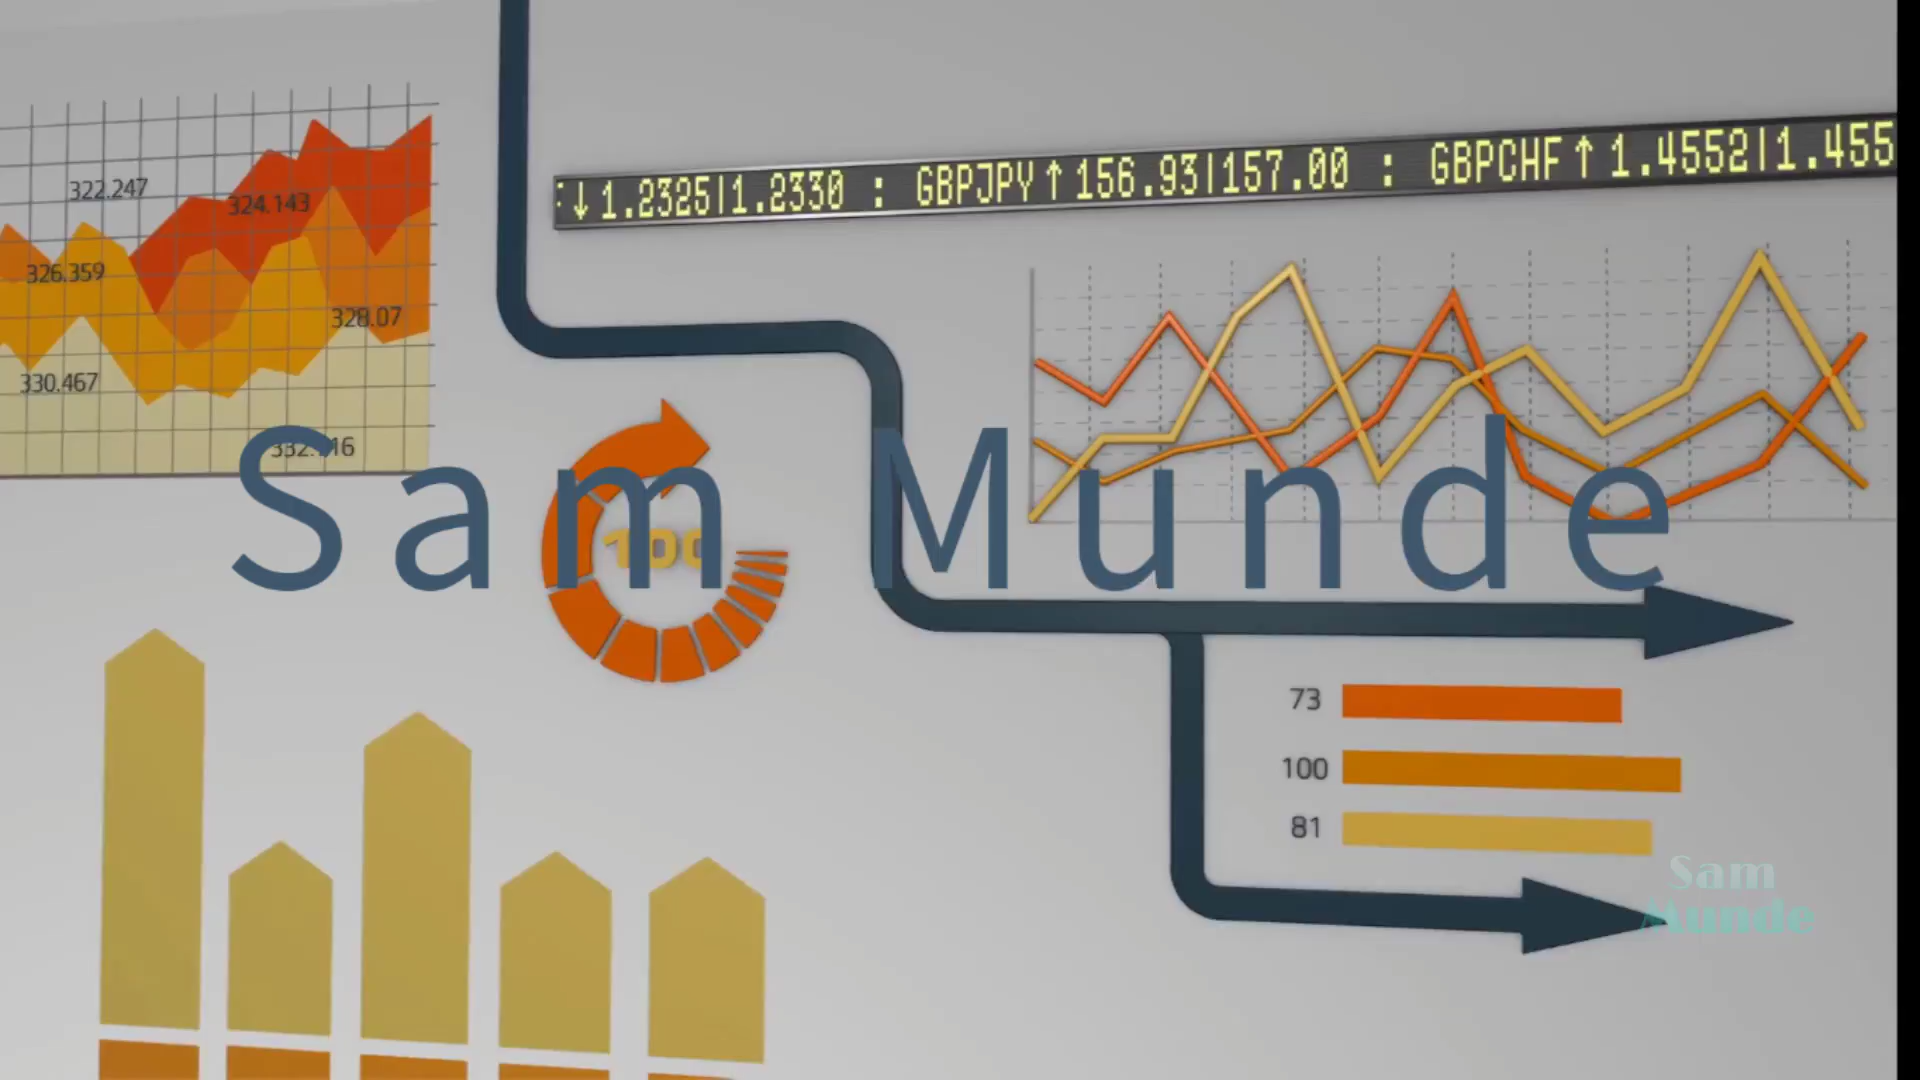 ↓1.2325|1.2330 : GBPJPY↑156.93|157.00 : GBPCHF↑1.4552|1.455
322.247
324.143
326.359
328.07
330.467
Sam Munde
100
73
100
81
Sam
Munde